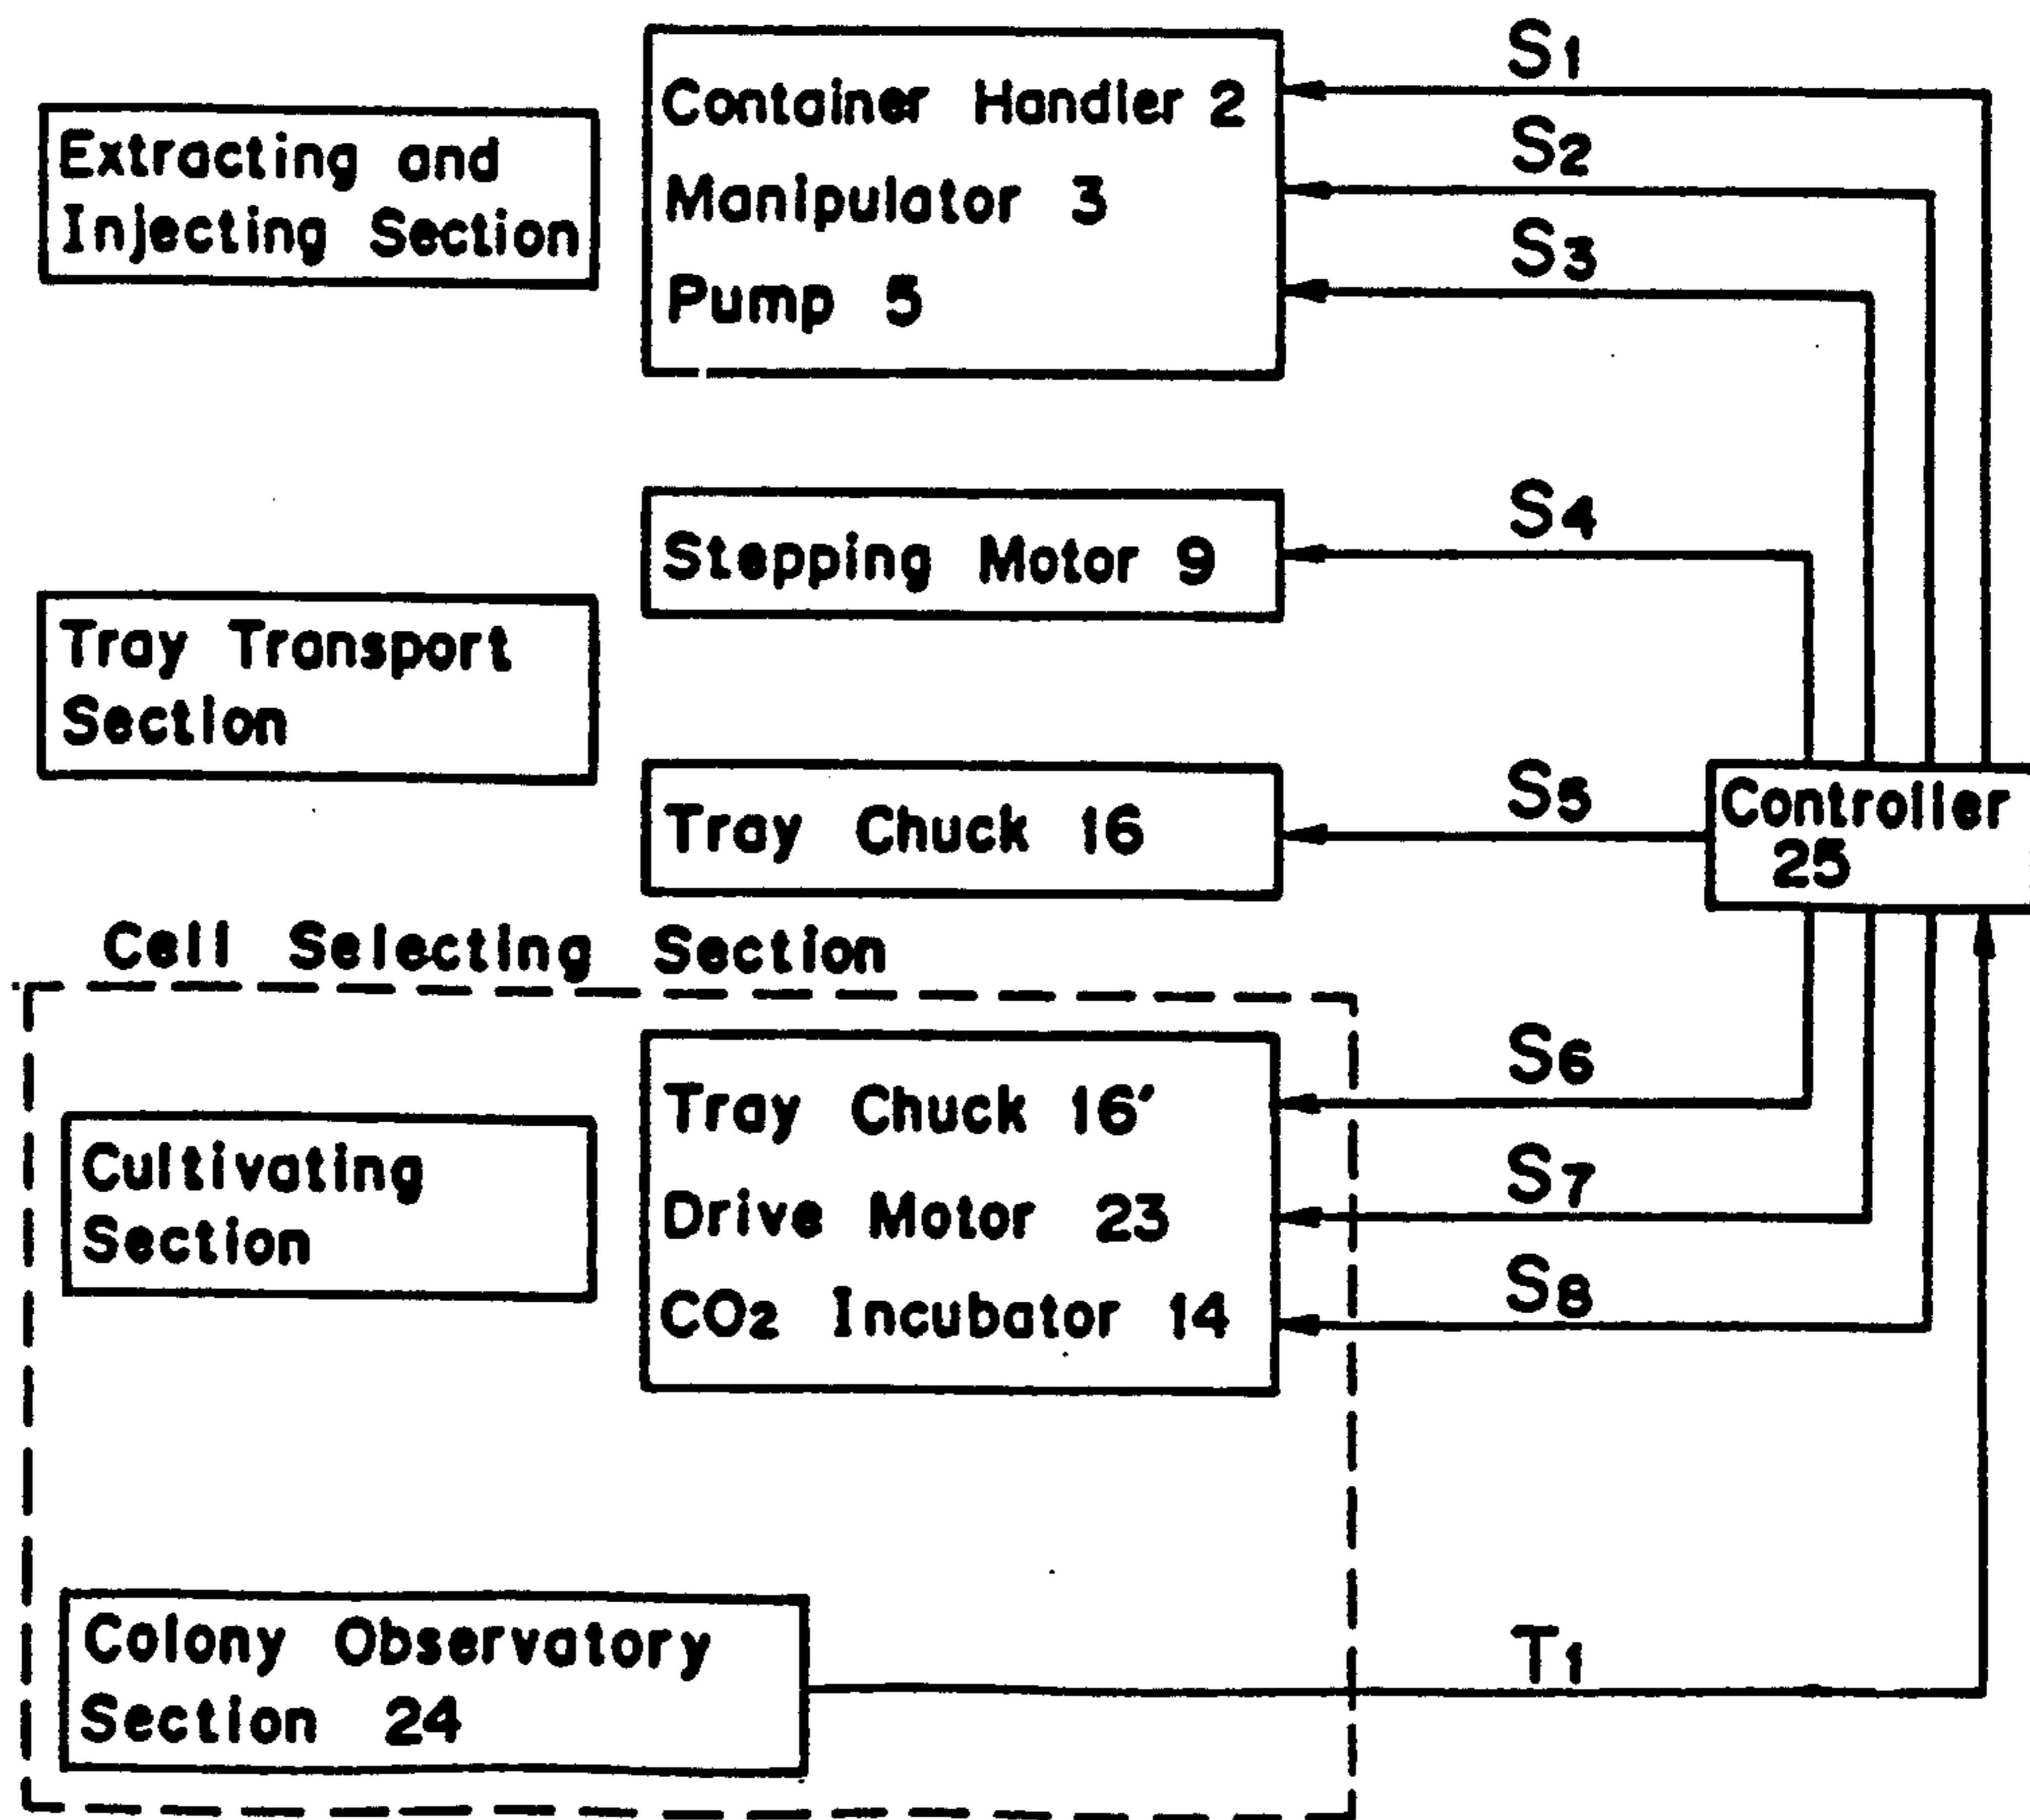 Extracting and
Injecting Section
Container Handler 2
Manipulator 3
Pump 5
S1
S2
S3
Tray Transport
Section
Stepping Motor 9
S4
Tray Chuck 16
S5
Controller
25
Cell Selecting Section
Cultivating
Section
Tray Chuck 16'
Drive Motor 23
CO2 Incubator 14
S6
S7
S8
Colony Observatory
Section 24
T1